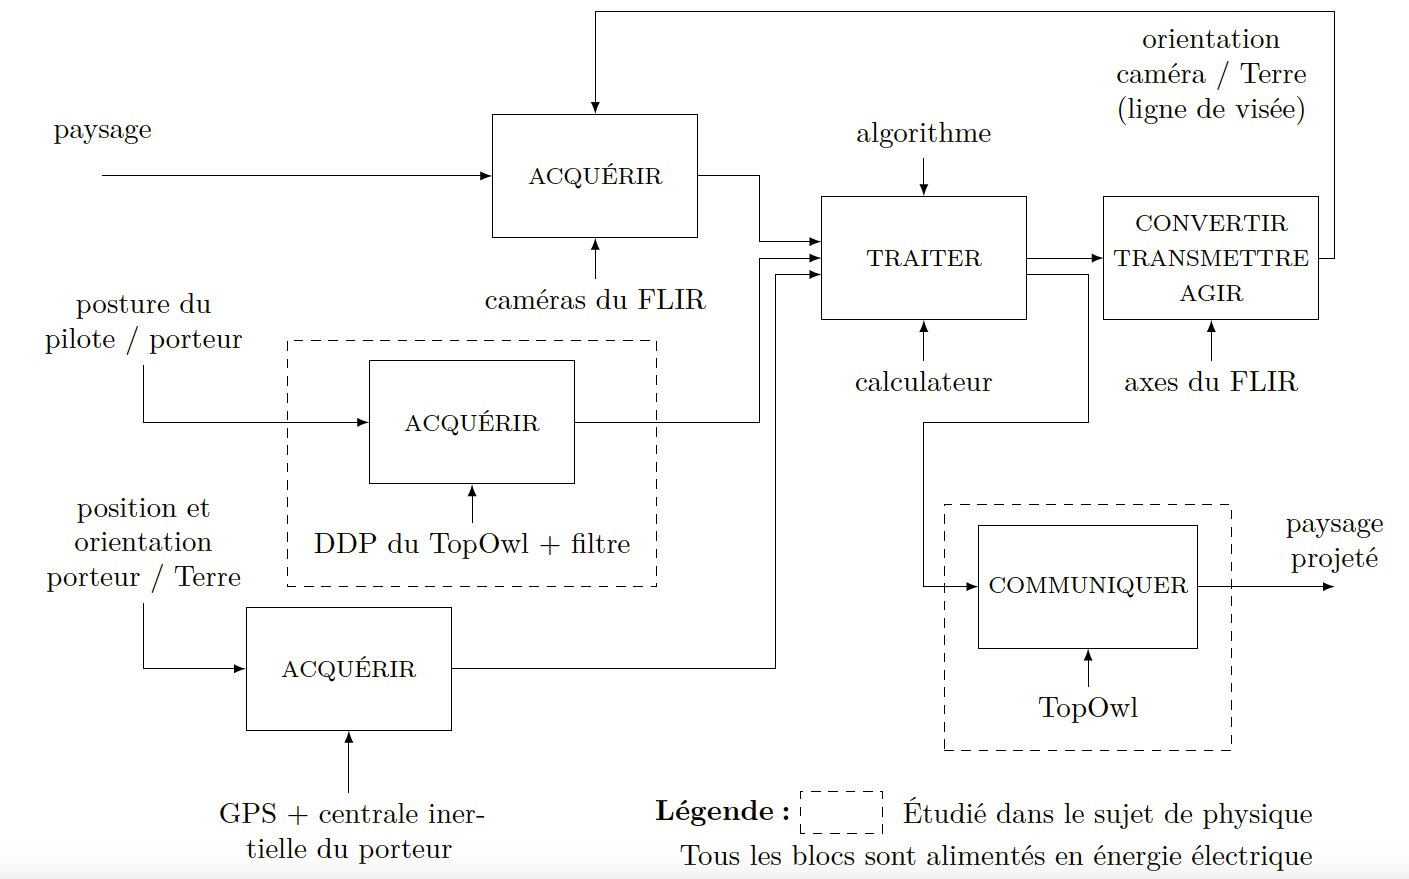 orientation
caméra / Terre
(ligne de visée)
paysage
algorithme
ACQUÉRIR
CONVERTIR
TRAITER
TRANSMETTRE
AGIR
caméras du FLIR
posture du
pilote / porteur
calculateur
axes du FLIR
ACQUÉRIR
position et
orientation
porteur / Terre
DDP du TopOwl + filtre
paysage
projeté
COMMUNIQUER
ACQUÉRIR
TopOwl
GPS + centrale iner-
tielle du porteur
Légende : Étudié dans le sujet de physique
Tous les blocs sont alimentés en énergie électrique